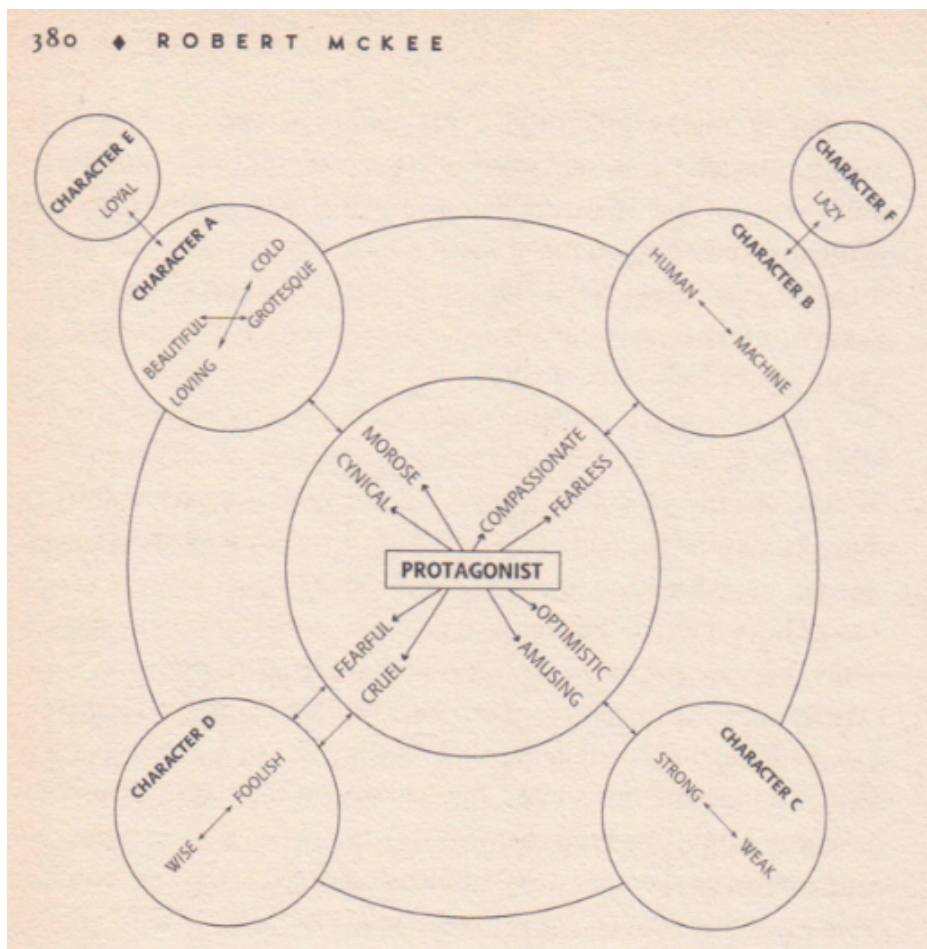 380 ♦ ROBERT MCKEE
CHARACTER E
LOYAL
CHARACTER F
LAZY
CHARACTER A
COLD
GROTESQUE
BEAUTIFUL
LOVING
CHARACTER B
HUMAN
MACHINE
MOROSE
CYNICAL
COMPASSIONATE
FEARLESS
PROTAGONIST
FEARFUL
CRUEL
OPTIMISTIC
AMUSING
CHARACTER D
FOOLISH
WISE
CHARACTER C
STRONG
WEAK